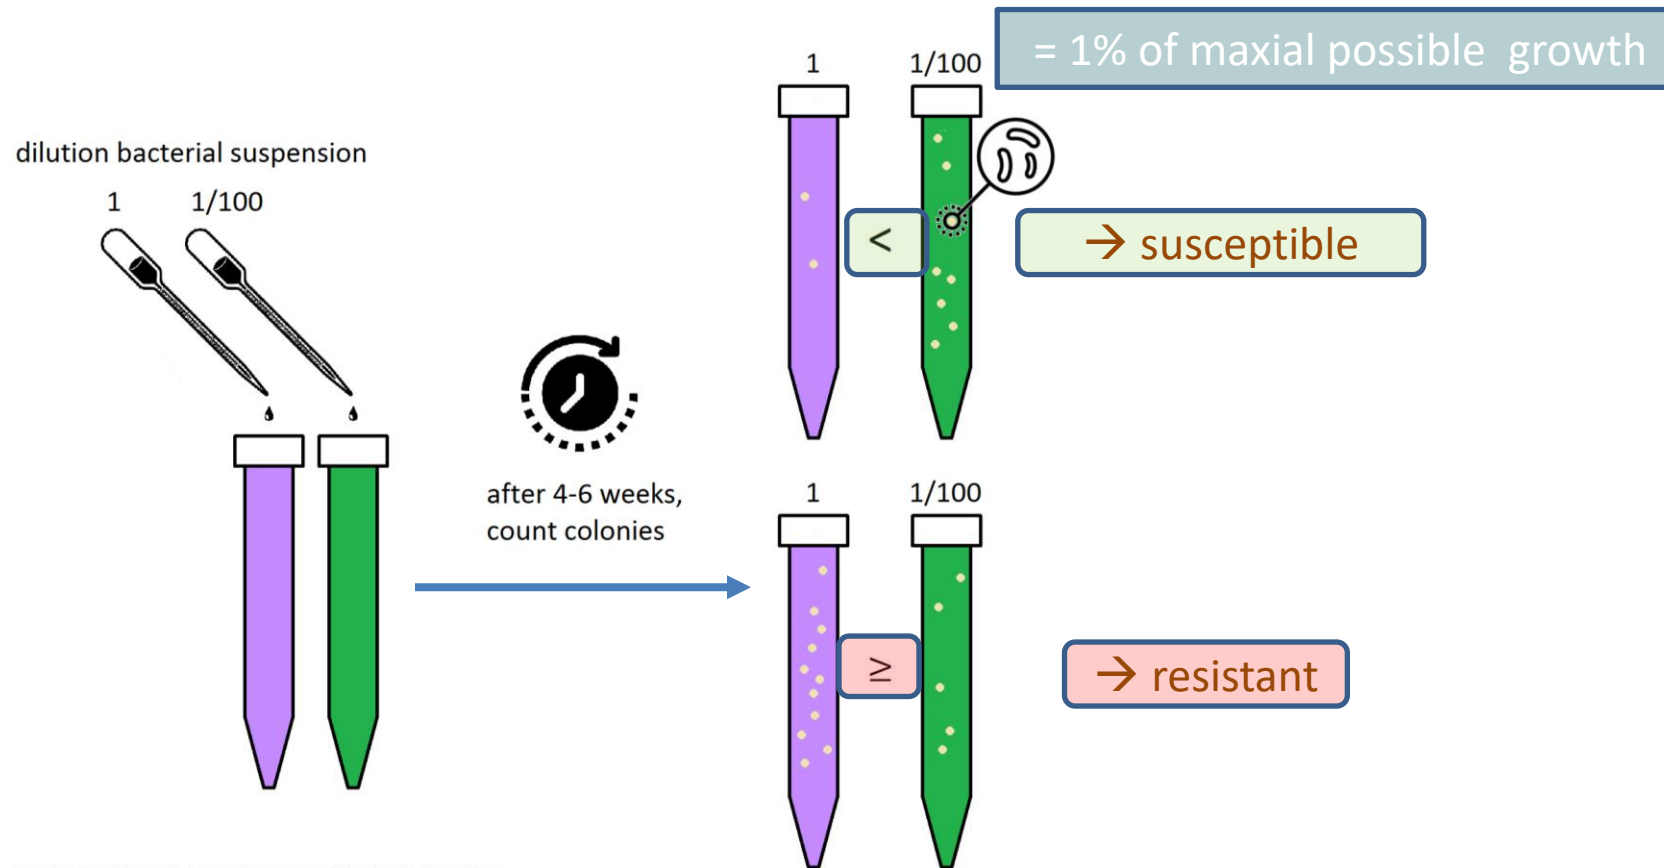 = 1% of maxial possible  growth
1
1/100
dilution bacterial suspension
1
1/100
<
→ susceptible
after 4-6 weeks,
count colonies
1
1/100
≥
→ resistant